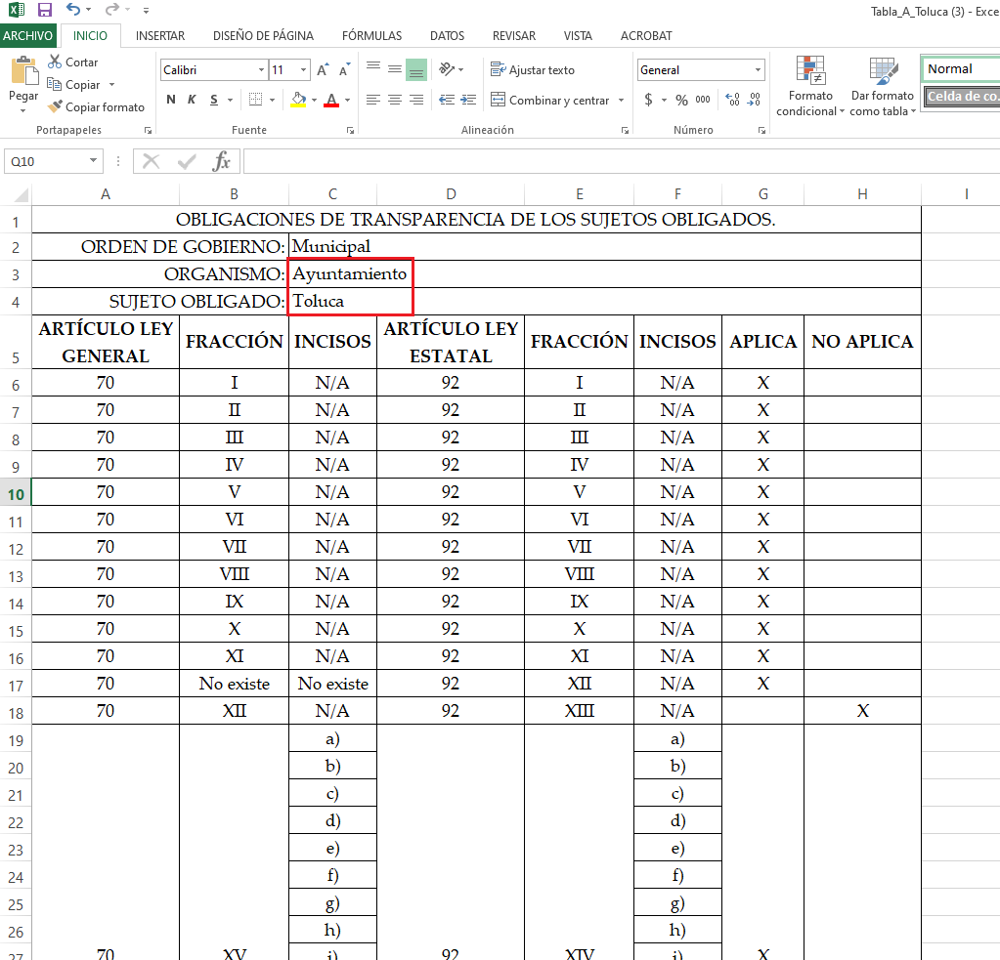 Tabla_A_Toluca (3) - Exce
ARCHIVO INICIO INSERTAR DISEÑO DE PÁGINA FÓRMULAS DATOS REVISAR VISTA ACROBAT
Pegar
Cortar
Copiar
Copiar formato
Portapapeles
Calibri 11
N K S
Fuente
Ajustar texto
Combinar y centrar
Alineación
General
$ % 000
Número
Formato condicional
Dar formato como tabla
Normal
Celda de co.
Q10 fx
A B C D E F G H I
1 OBLIGACIONES DE TRANSPARENCIA DE LOS SUJETOS OBLIGADOS.
2 ORDEN DE GOBIERNO: Municipal
3 ORGANISMO: Ayuntamiento
4 SUJETO OBLIGADO: Toluca
5 ARTÍCULO LEY GENERAL FRACCIÓN INCISOS ARTÍCULO LEY ESTATAL FRACCIÓN INCISOS APLICA NO APLICA
6 70 I N/A 92 I N/A X
7 70 II N/A 92 II N/A X
8 70 III N/A 92 III N/A X
9 70 IV N/A 92 IV N/A X
10 70 V N/A 92 V N/A X
11 70 VI N/A 92 VI N/A X
12 70 VII N/A 92 VII N/A X
13 70 VIII N/A 92 VIII N/A X
14 70 IX N/A 92 IX N/A X
15 70 X N/A 92 X N/A X
16 70 XI N/A 92 XI N/A X
17 70 No existe No existe 92 XII N/A X
18 70 XII N/A 92 XIII N/A X
19 a) a)
20 b) b)
21 c) c)
22 d) d)
23 e) e)
24 f) f)
25 g) g)
26 h) h)
27 70 XV i) 92 XIV i) X